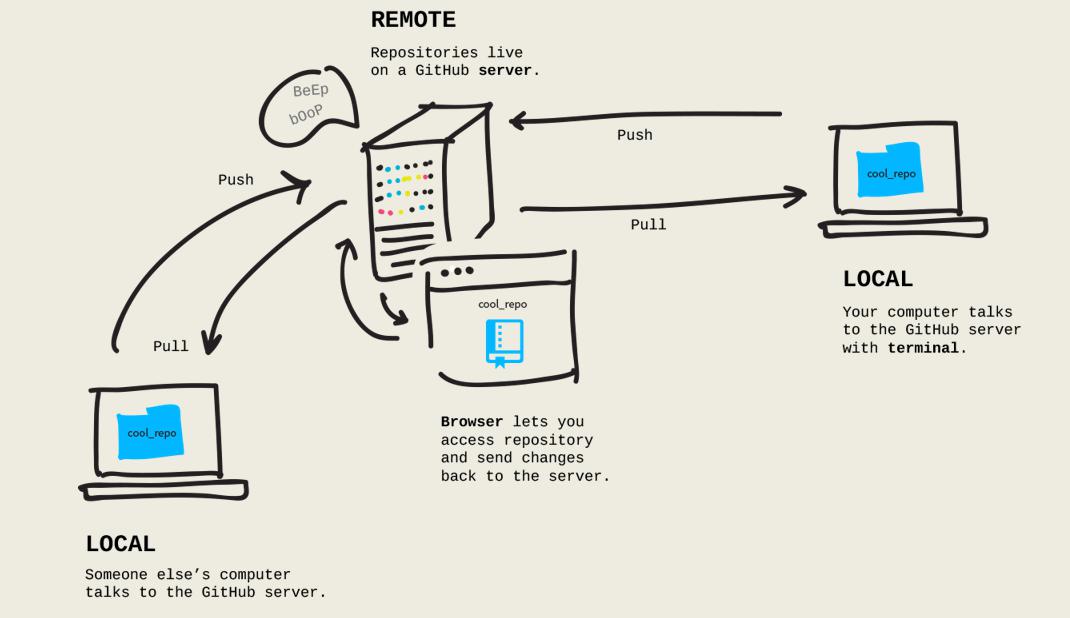 REMOTE
Repositories live
on a GitHub server.
BeEp
bOoP
Push
Pull
cool_repo
LOCAL
Your computer talks
to the GitHub server
with terminal.
Push
Pull
cool_repo
Browser lets you
access repository
and send changes
back to the server.
cool_repo
LOCAL
Someone else’s computer
talks to the GitHub server.